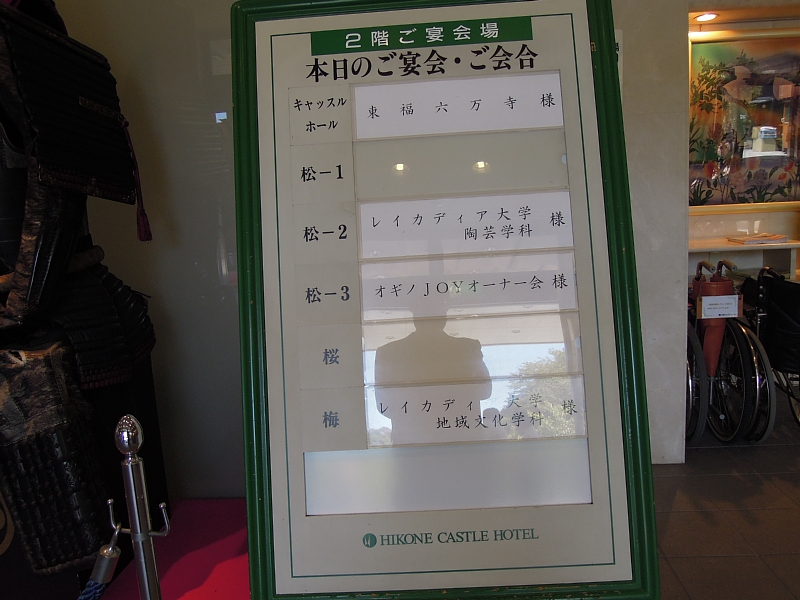 2階ご宴会場
本日のご宴会・ご会合
キャッスル
ホール
東福六万寺 様
松－1
松－2
レイカディア大学
陶芸学科 様
松－3
オギノJOYオーナー会 様
桜
梅
レイカディ 大学
地域文化学科 様
HIKONE CASTLE HOTEL